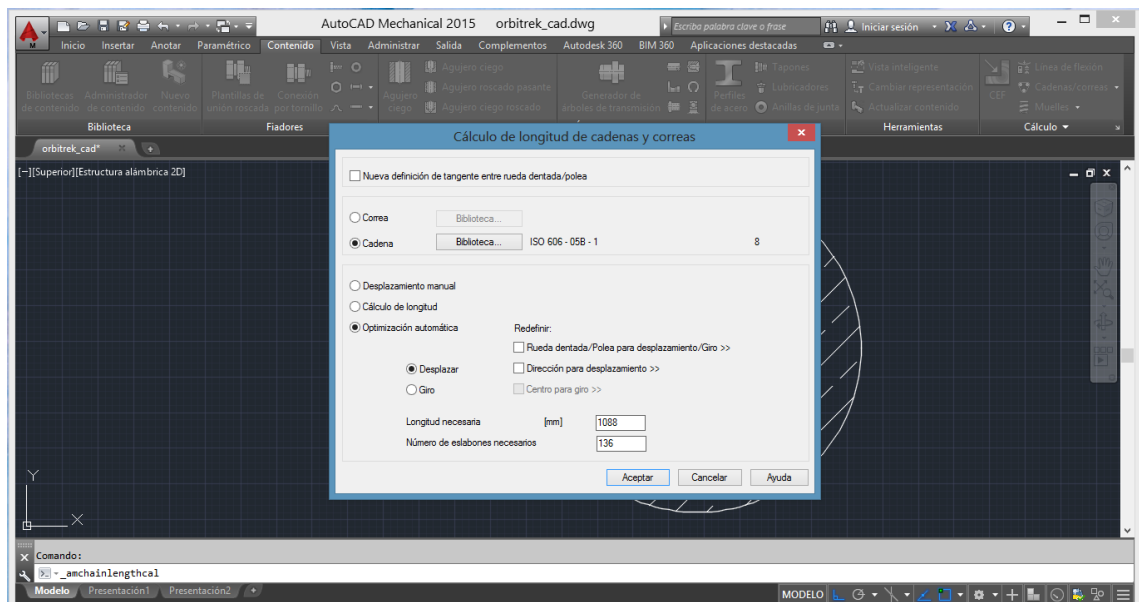 AutoCAD Mechanical 2015 orbitrek_cad.dwg Escriba palabra clave o frase Iniciar sesión
M Inicio Insertar Anotar Paramétrico Contenido Vista Administrar Salida Complementos Autodesk 360 BIM 360 Aplicaciones destacadas
Bibliotecas de contenido
Administrador de contenido
Nuevo contenido
Plantillas de unión roscada
Conexión por tornillo
Agujero ciego
Agujero ciego
Agujero roscado pasante
Agujero ciego roscado
Generador de árboles de transmisión
Perfiles de acero
Tapones
Lubricadores
Anillas de junta
Vista inteligente
Cambiar representación
Actualizar contenido
CEF
Línea de flexión
Cadenas/correas
Muelles
Biblioteca Fiadores Herramientas Cálculo
orbitrek_cad*
[−][Superior][Estructura alámbrica 2D]
Cálculo de longitud de cadenas y correas
Nueva definición de tangente entre rueda dentada/polea
Correa Biblioteca...
Cadena Biblioteca... ISO 606 - 05B - 1 8
Desplazamiento manual
Cálculo de longitud
Optimización automática Redefinir:
Rueda dentada/Polea para desplazamiento/Giro >>
Desplazar Dirección para desplazamiento >>
Giro Centro para giro >>
Longitud necesaria [mm] 1088
Número de eslabones necesarios 136
Aceptar Cancelar Ayuda
Y
X
Comando:
_amchainlengthcal
Modelo Presentación1 Presentación2 MODELO